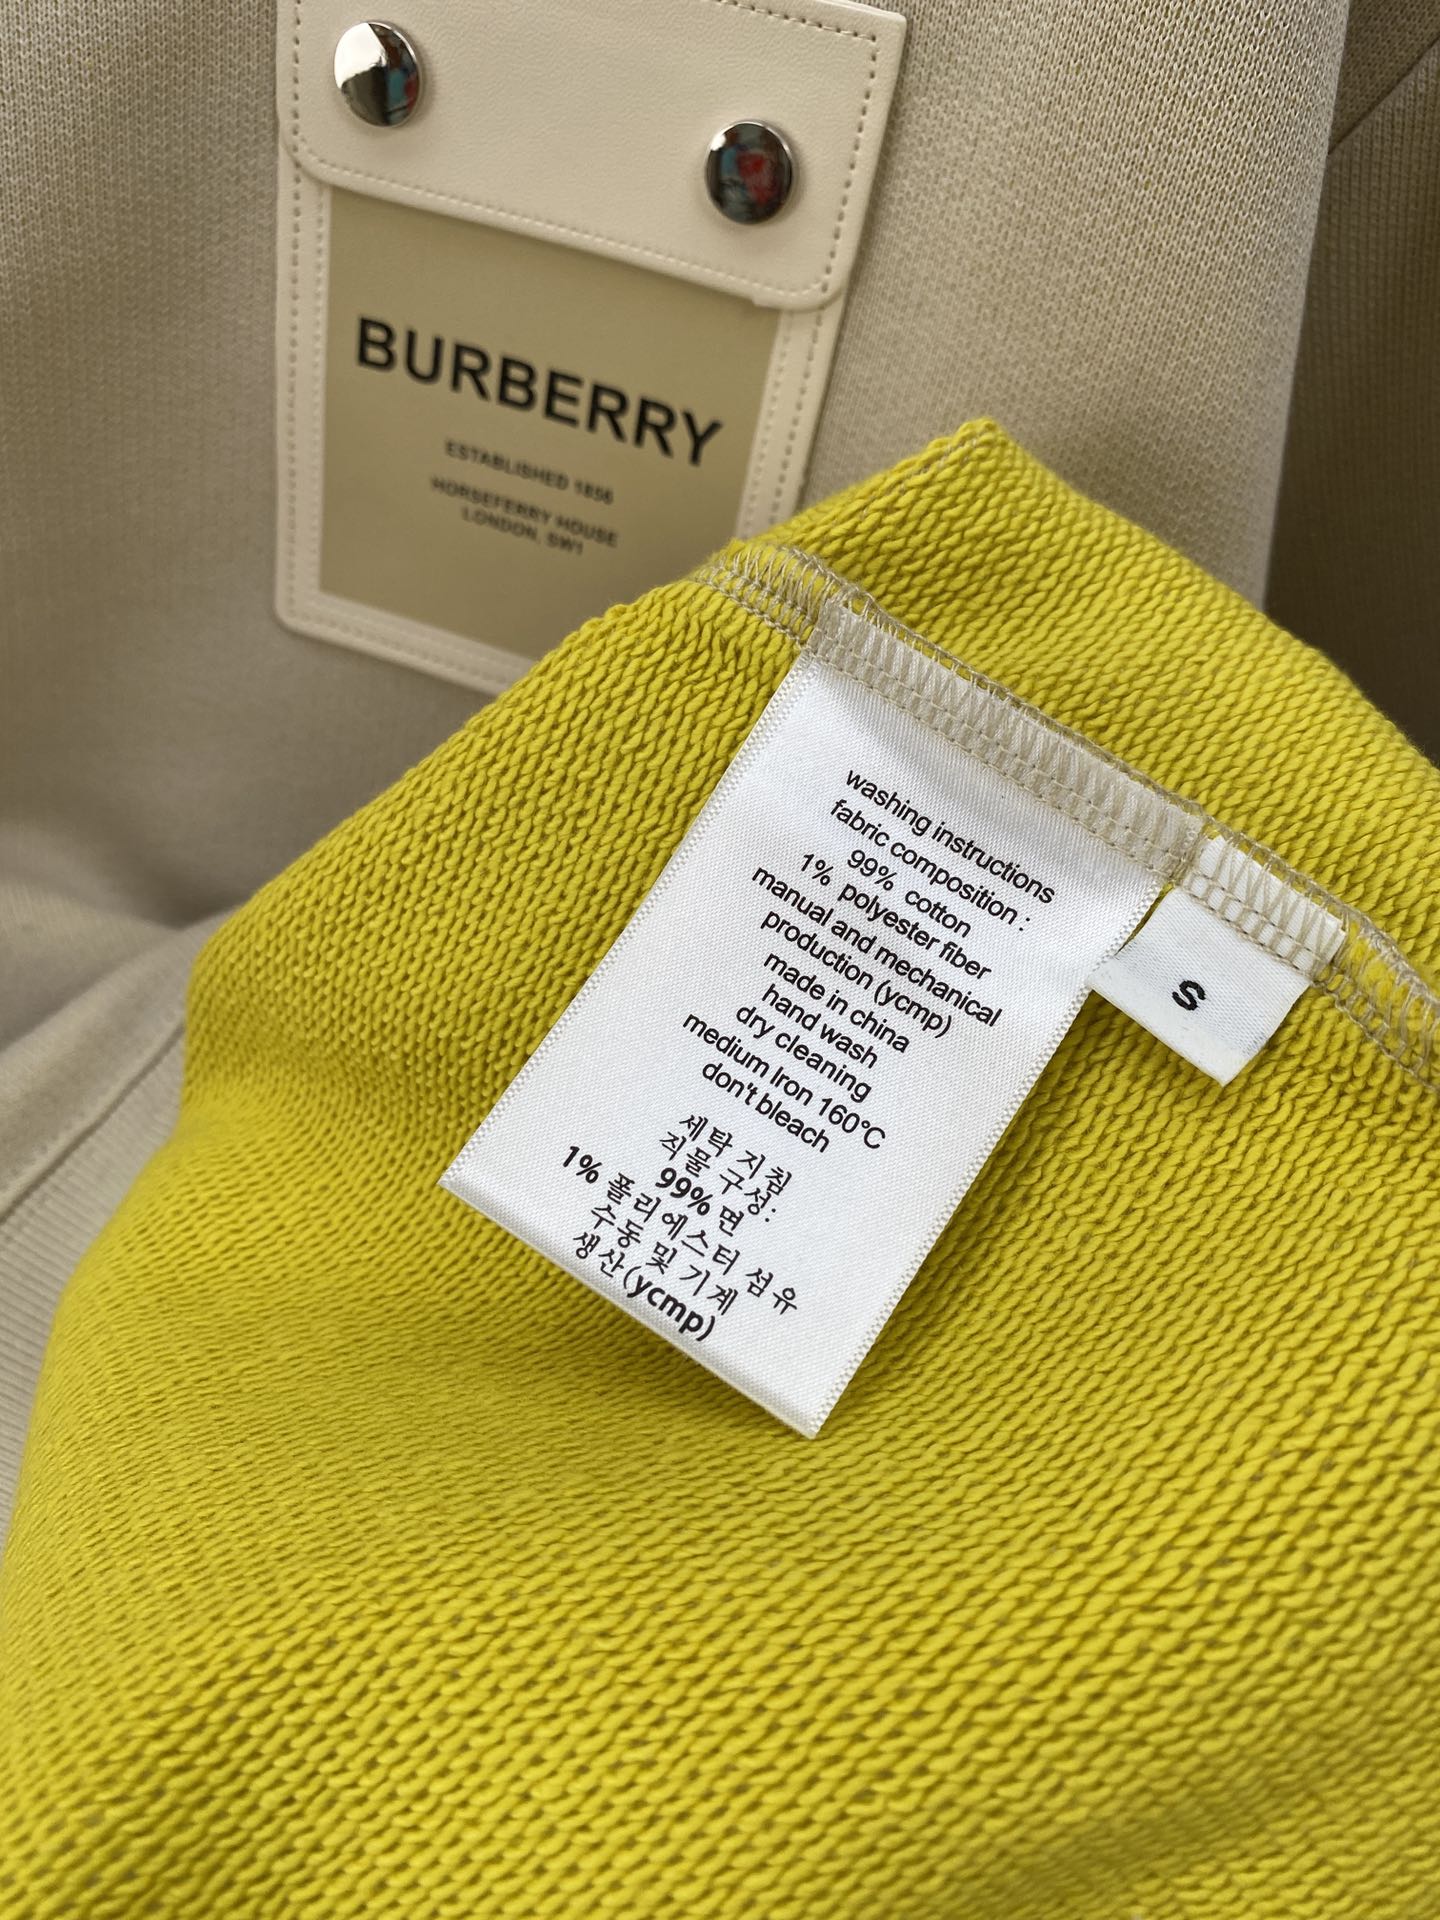 BURBERRY
ESTABLISHED 1856
HORSEFERRY HOUSE
LONDON, SW1
washing instructions
fabric composition :
99% cotton
1% polyester fiber
manual and mechanical
production (ycmp)
made in china
hand wash
dry cleaning
medium Iron 160°C
don't bleach
세탁 지침
직물 구성:
99% 면
1% 폴리에스터 섬유
수동 및 기계
생산(ycmp)
S